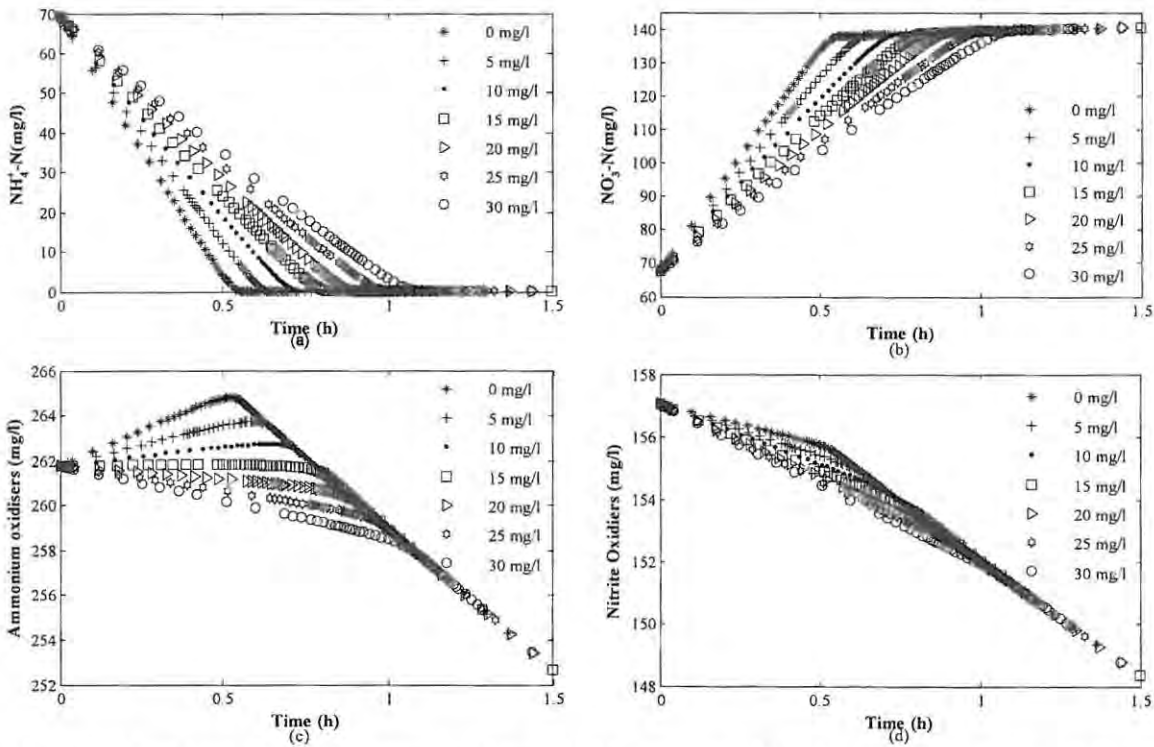 70
60
50
40
30
20
10
0
NH₄⁺-N(mg/l)
0 mg/l
5 mg/l
10 mg/l
15 mg/l
20 mg/l
25 mg/l
30 mg/l
0
0.5
1
1.5
Time (h)
(a)
140
130
120
110
100
90
80
70
60
NO₃⁻-N(mg/l)
0 mg/l
5 mg/l
10 mg/l
15 mg/l
20 mg/l
25 mg/l
30 mg/l
0
0.5
1
1.5
Time (h)
(b)
266
264
262
260
258
256
254
252
Ammonium oxidisers (mg/l)
0 mg/l
5 mg/l
10 mg/l
15 mg/l
20 mg/l
25 mg/l
30 mg/l
0
0.5
1
1.5
Time (h)
(c)
158
156
154
152
150
148
Nitrite Oxidiers (mg/l)
0 mg/l
5 mg/l
10 mg/l
15 mg/l
20 mg/l
25 mg/l
30 mg/l
0
0.5
1
1.5
Time (h)
(d)